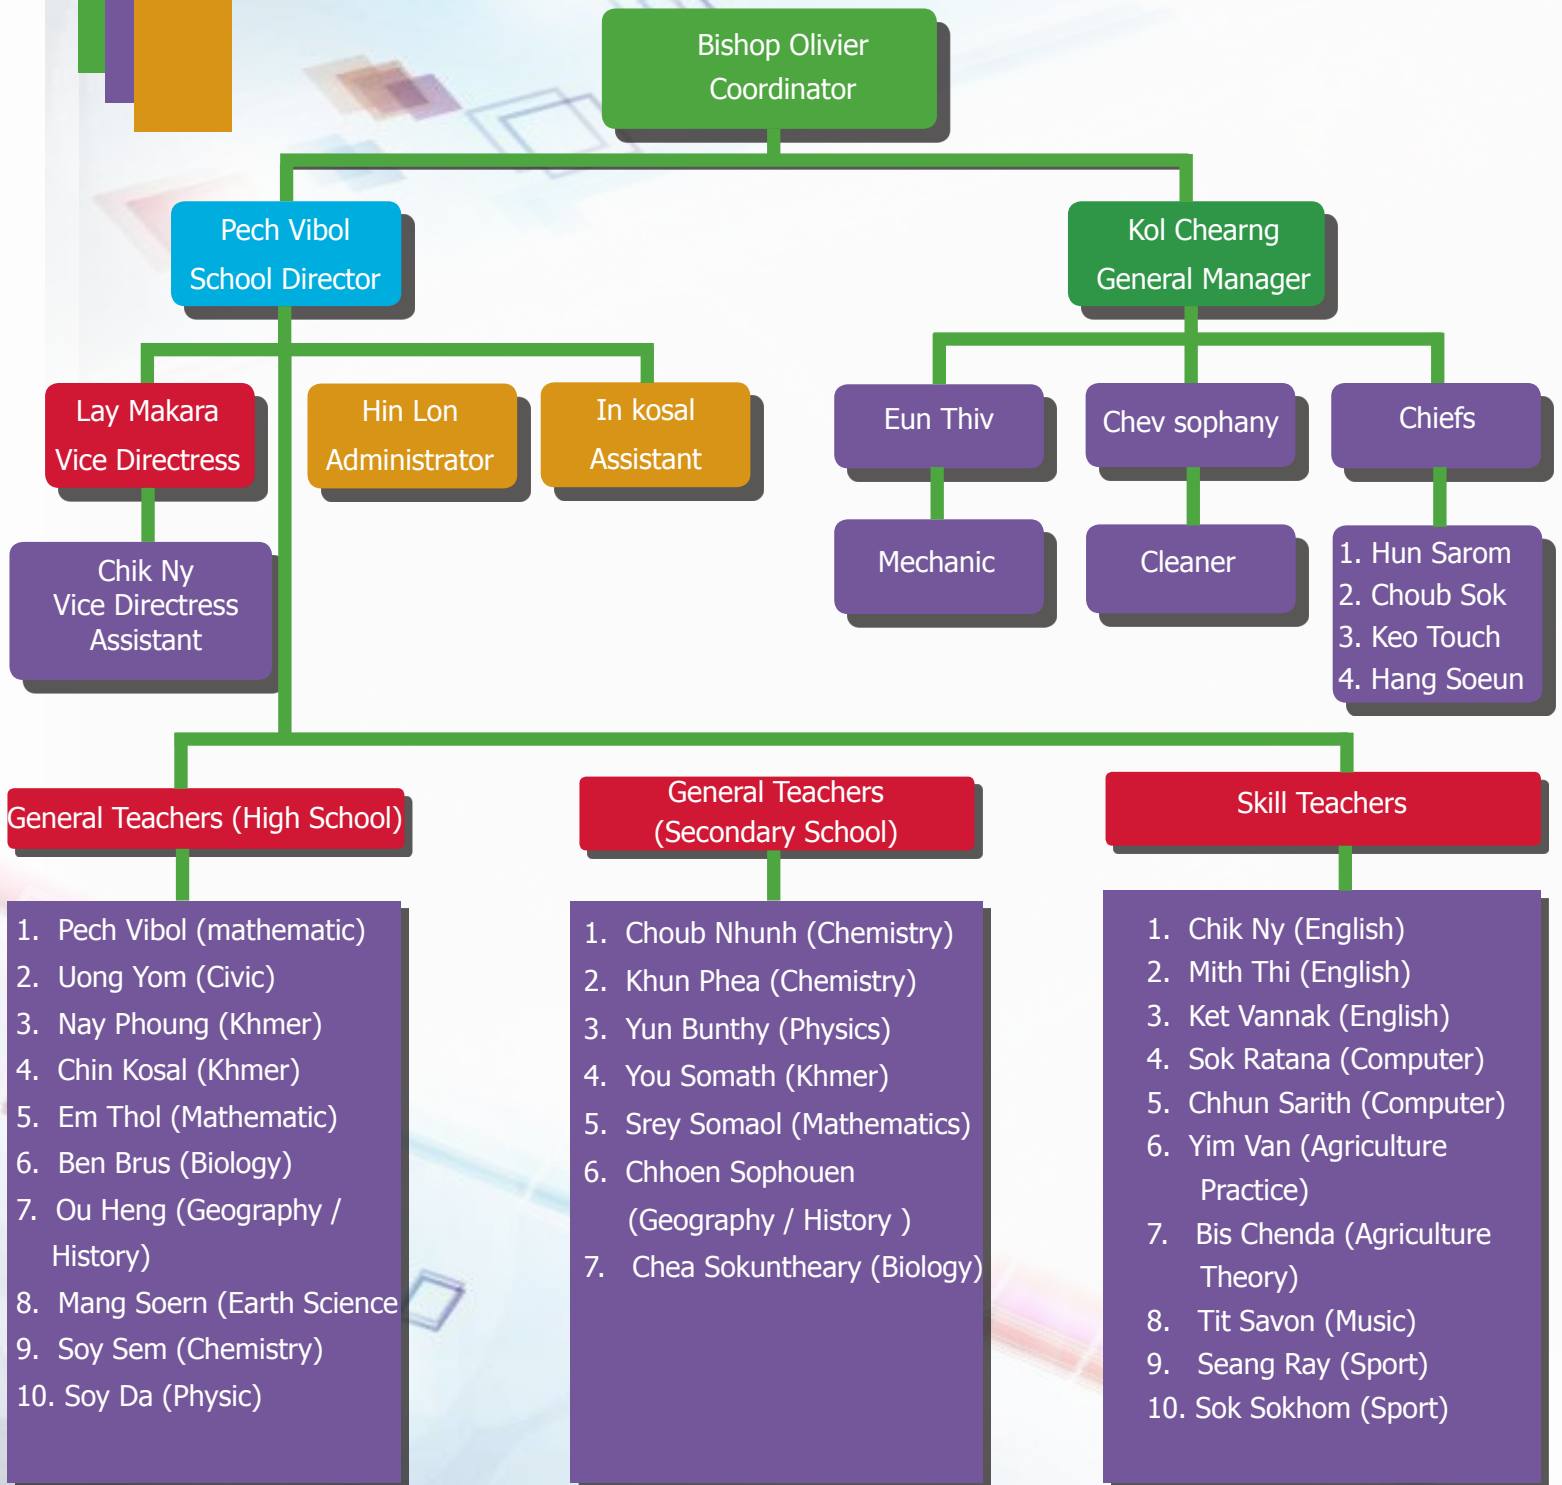 Bishop Olivier
Coordinator
Pech Vibol
School Director
Kol Chearng
General Manager
Lay Makara
Vice Directress
Hin Lon
Administrator
In kosal
Assistant
Eun Thiv
Chev sophany
Chiefs
Chik Ny
Vice Directress
Assistant
Mechanic
Cleaner
1. Hun Sarom
2. Choub Sok
3. Keo Touch
4. Hang Soeun
General Teachers (High School)
1. Pech Vibol (mathematic)
2. Uong Yom (Civic)
3. Nay Phoung (Khmer)
4. Chin Kosal (Khmer)
5. Em Thol (Mathematic)
6. Ben Brus (Biology)
7. Ou Heng (Geography /
History)
8. Mang Soern (Earth Science
9. Soy Sem (Chemistry)
10. Soy Da (Physic)
General Teachers
(Secondary School)
1. Choub Nhunh (Chemistry)
2. Khun Phea (Chemistry)
3. Yun Bunthy (Physics)
4. You Somath (Khmer)
5. Srey Somaol (Mathematics)
6. Chhoen Sophouen
(Geography / History )
7. Chea Sokuntheary (Biology)
Skill Teachers
1. Chik Ny (English)
2. Mith Thi (English)
3. Ket Vannak (English)
4. Sok Ratana (Computer)
5. Chhun Sarith (Computer)
6. Yim Van (Agriculture
Practice)
7. Bis Chenda (Agriculture
Theory)
8. Tit Savon (Music)
9. Seang Ray (Sport)
10. Sok Sokhom (Sport)